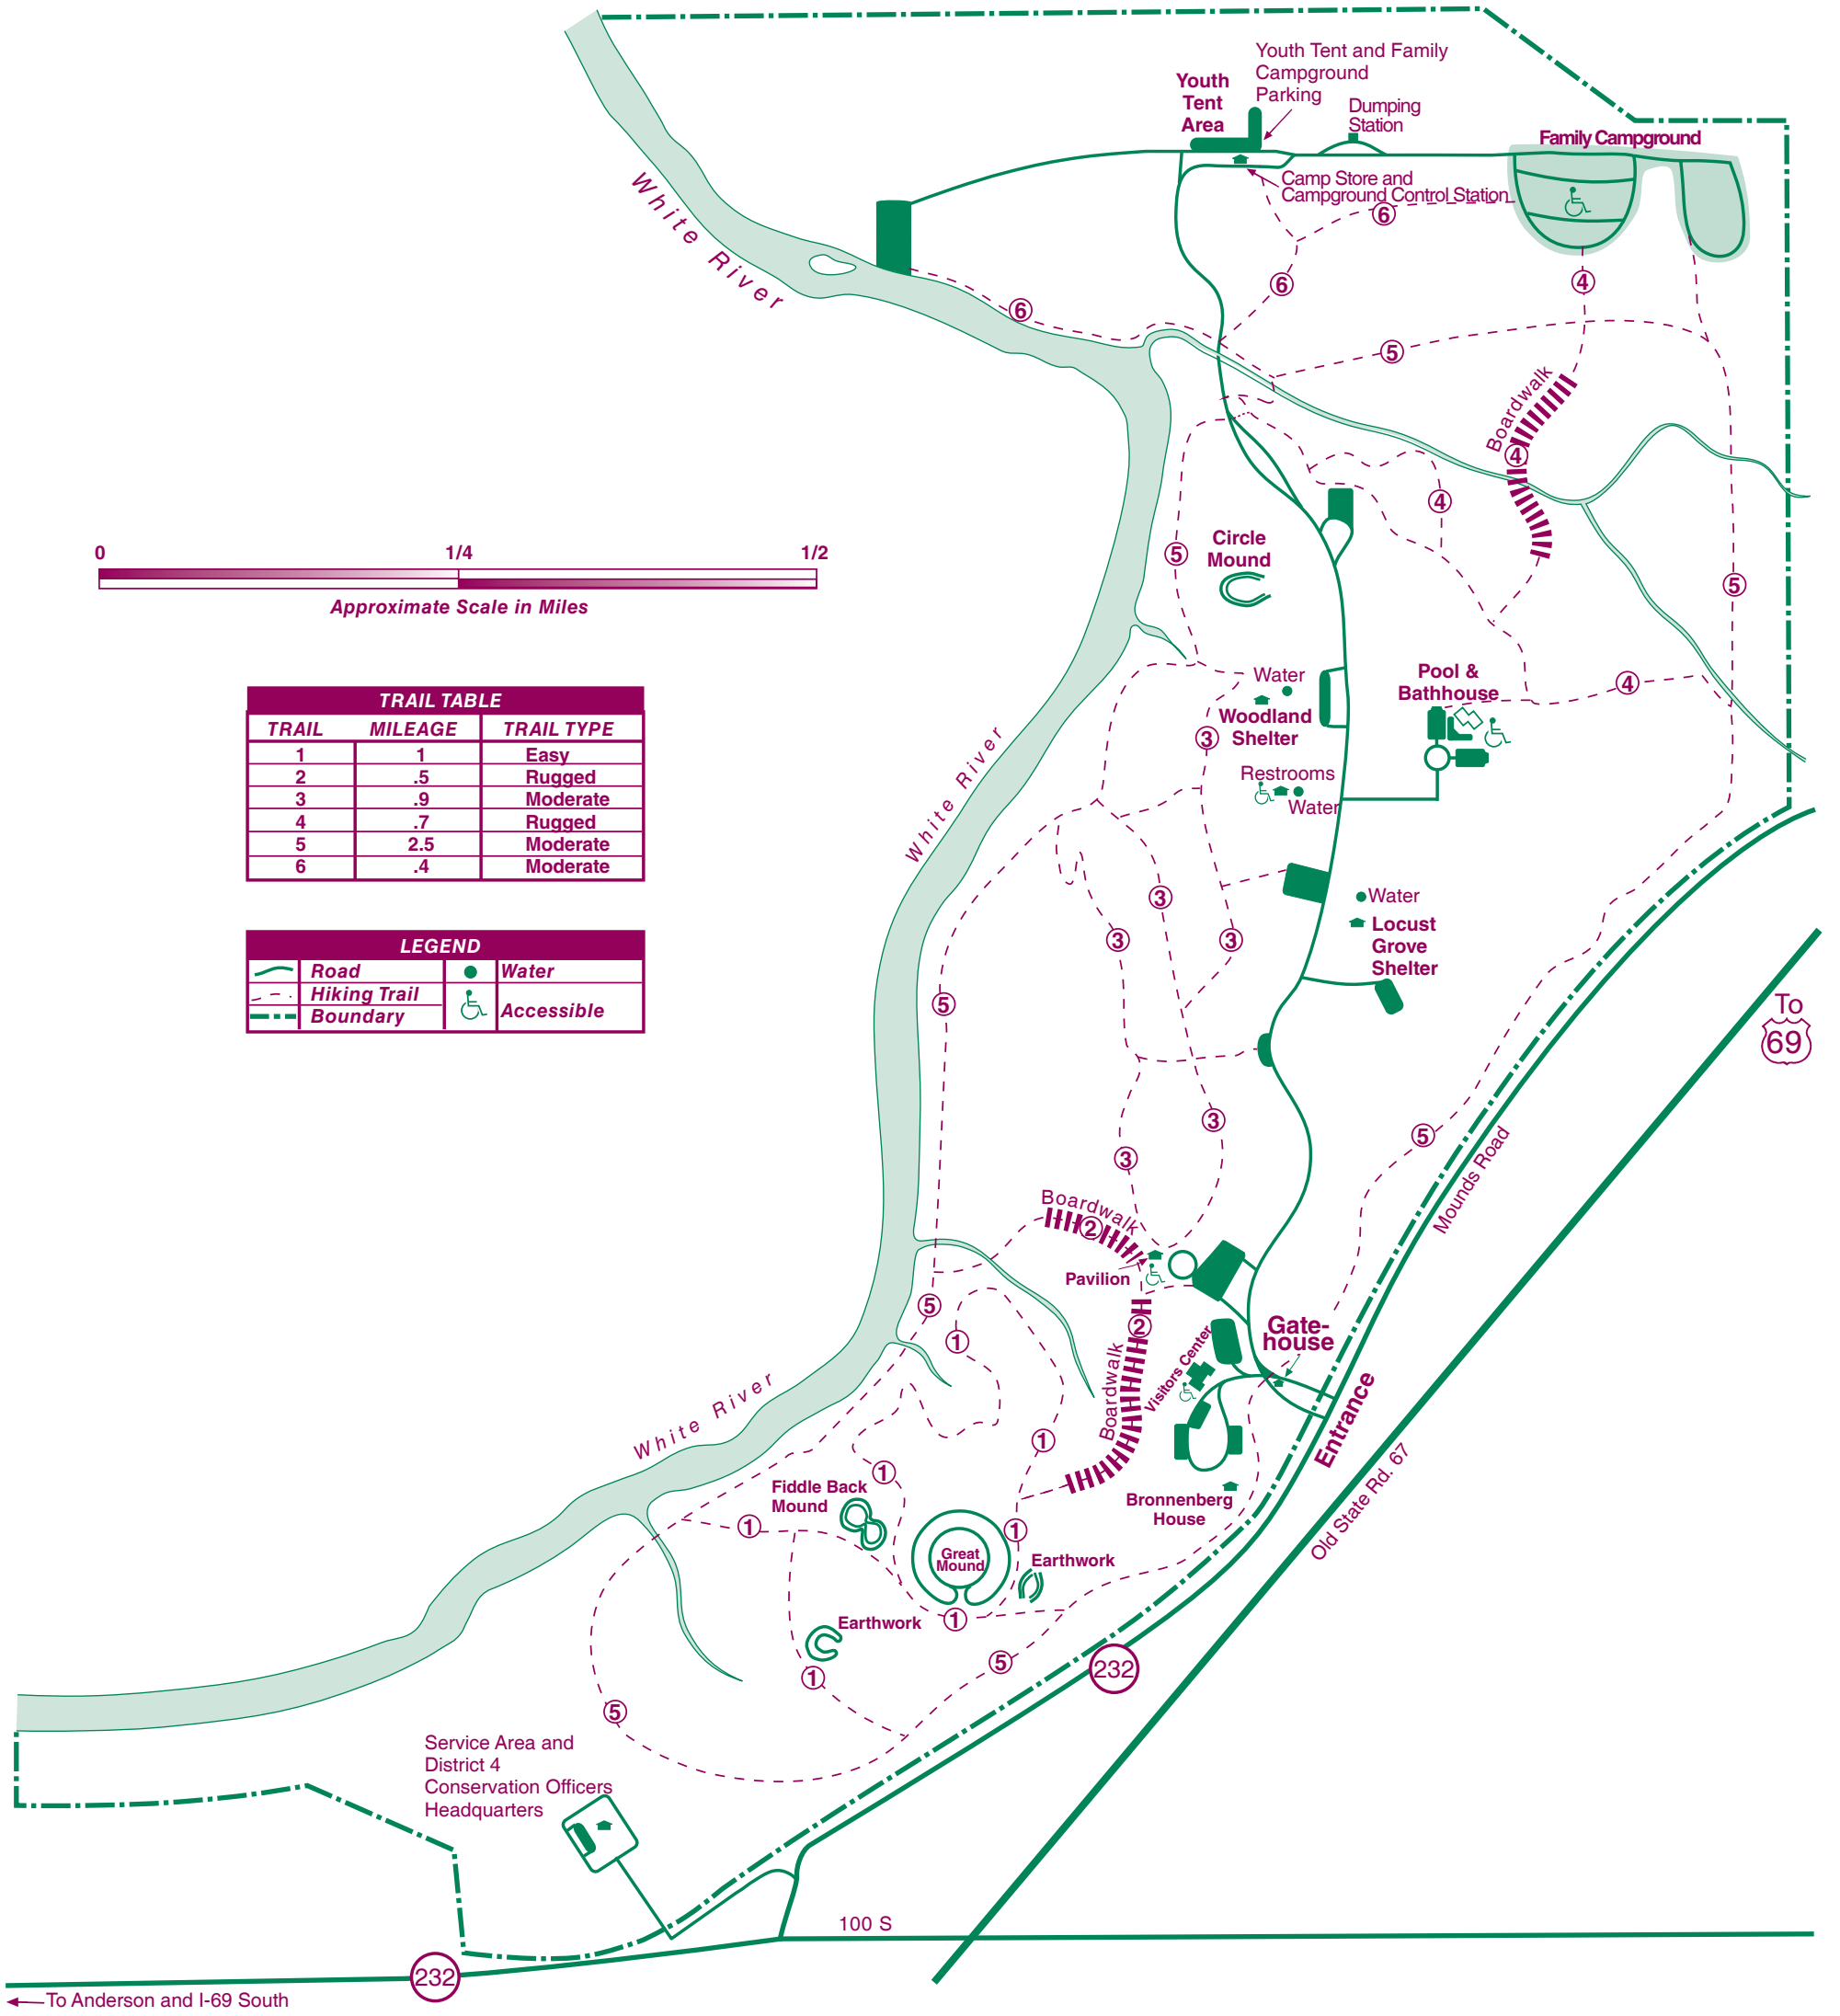 Youth Tent and Family
Campground
Parking
Youth
Tent
Area
Dumping
Station
Family Campground
Camp Store and
Campground Control Station
6
White River
6
4
6
5
Boardwalk
4
4
0 1/4 1/2
Approximate Scale in Miles
Circle
Mound
5
5
Water
Woodland
Shelter
Pool &
Bathhouse
4
TRAIL TABLE
TRAIL MILEAGE TRAIL TYPE
1 1 Easy
2 .5 Rugged
3 .9 Moderate
4 .7 Rugged
5 2.5 Moderate
6 .4 Moderate
White River
3
Restrooms
Water
3
3
3
Water
Locust
Grove
Shelter
LEGEND
Road
Water
Hiking Trail
Accessible
Boundary
5
To
69
3
5
3
Mounds Road
Boardwalk
2
Pavilion
5
1
2
Boardwalk
Visitors Center
Gate-
house
Entrance
White River
1
1
Old State Rd. 67
Fiddle Back
Mound
Bronnenberg
House
1
1
Great
Mound
Earthwork
1
Earthwork
5
1
232
5
Service Area and
District 4
Conservation Officers
Headquarters
100 S
232
To Anderson and I-69 South